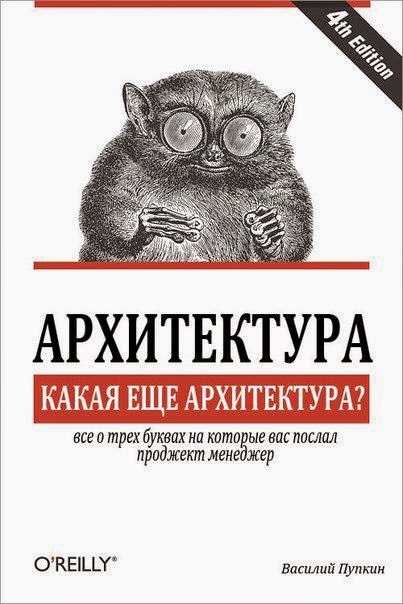 4th Edition
АРХИТЕКТУРА
КАКАЯ ЕЩЕ АРХИТЕКТУРА?
все о трех буквах на которые вас послал
проджект менеджер
O'REILLY®
Василий Пупкин